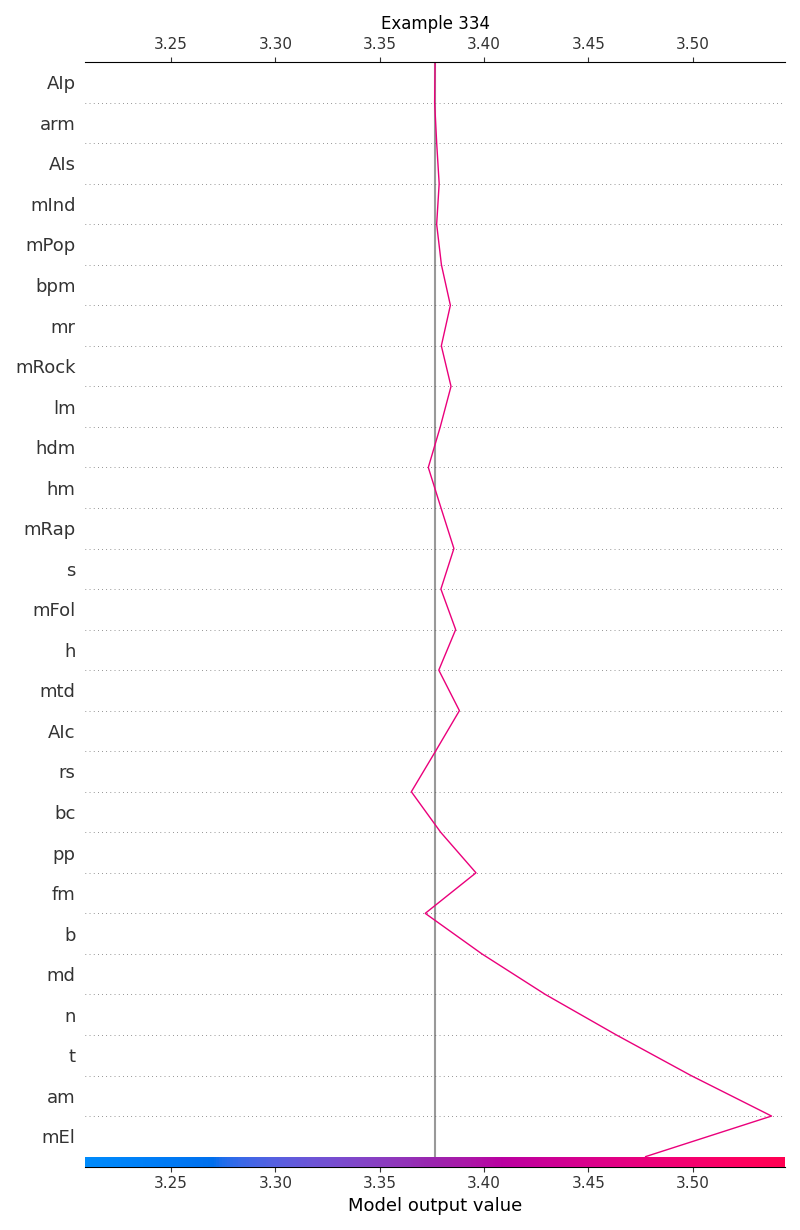 Example 334
3.25 3.30 3.35 3.40 3.45 3.50
AIp
arm
AIs
mInd
mPop
bpm
mr
mRock
lm
hdm
hm
mRap
s
mFol
h
mtd
AIc
rs
bc
pp
fm
b
md
n
t
am
mEl
3.25 3.30 3.35 3.40 3.45 3.50
Model output value